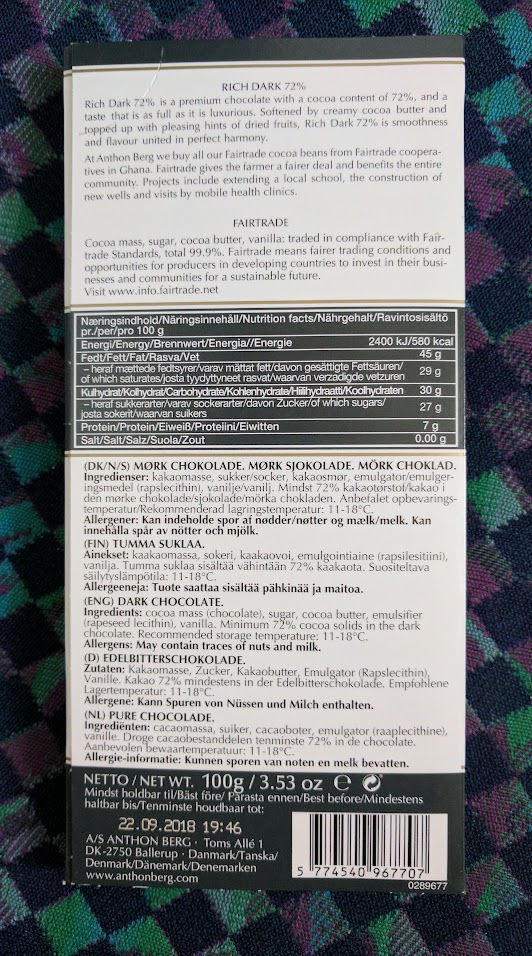 RICH DARK 72%
Rich Dark 72% is a premium chocolate with a cocoa content of 72%, and a
taste that is as full as it is luxurious. Softened by creamy cocoa butter and
topped up with pleasing hints of dried fruits, Rich Dark 72% is smoothness
and flavour united in perfect harmony.
At Anthon Berg we buy all our Fairtrade cocoa beans from Fairtrade coopera-
tives in Ghana. Fairtrade gives the farmer a fairer deal and benefits the entire
community. Projects include extending a local school, the construction of
new wells and visits by mobile health clinics.
FAIRTRADE
Cocoa mass, sugar, cocoa butter, vanilla: traded in compliance with Fair-
trade Standards, total 99.9%. Fairtrade means fairer trading conditions and
opportunities for producers in developing countries to invest in their busi-
nesses and communities for a sustainable future.
Visit www.info.fairtrade.net
Næringsindhold/Näringsinnehåll/Nutrition facts/Nährgehalt/Ravintosisältö
pr./per/pro 100 g
Energi/Energy/Brennwert/Energia//Energie 2400 kJ/580 kcal
Fedt/Fett/Fat/Rasva/Vet 45 g
– heraf mættede fedtsyrer/varav mättat fett/davon gesättigte Fettsäuren/
of which saturates/josta tyydyttyneet rasvat/waarvan verzadigde vetzuren 29 g
Kulhydrat/Kolhydrat/Carbohydrate/Kohlenhydrate/Hiilihydraatti/Koolhydraten 30 g
– heraf sukkerarter/varav sockerarter/davon Zucker/of which sugars/
josta sokerit/waarvan suikers 27 g
Protein/Protein/Eiweiß/Proteiini/Eiwitten 7 g
Salt/Salt/Salz/Suola/Zout 0.00 g
(DK/N/S) MØRK CHOKOLADE. MØRK SJOKOLADE. MÖRK CHOKLAD.
Ingredienser: kakaomasse, sukker/socker, kakaosmør, emulgator/emulger-
ingsmedel (rapslecithin), vanilje/vanilj. Mindst 72% kakaotørstof/kakao i
den mørke chokolade/sjokolade/mörka chokladen. Anbefalet opbevarings-
temperatur/Rekommenderad lagringstemperatur: 11-18°C.
Allergener: Kan indeholde spor af nødder/nøtter og mælk/melk. Kan
innehålla spår av nötter och mjölk.
(FIN) TUMMA SUKLAA.
Ainekset: kaakaomassa, sokeri, kaakaovoi, emulgointiaine (rapsilesitiini),
vanilja. Tumma suklaa sisältää vähintään 72% kaakaota. Suositeltava
säilytyslämpötila: 11-18°C.
Allergeeneja: Tuote saattaa sisältää pähkinää ja maitoa.
(ENG) DARK CHOCOLATE.
Ingredients: cocoa mass (chocolate), sugar, cocoa butter, emulsifier
(rapeseed lecithin), vanilla. Minimum 72% cocoa solids in the dark
chocolate. Recommended storage temperature: 11-18°C.
Allergens: May contain traces of nuts and milk.
(D) EDELBITTERSCHOKOLADE.
Zutaten: Kakaomasse, Zucker, Kakaobutter, Emulgator (Rapslecithin),
Vanille. Kakao 72% mindestens in der Edelbitterschokolade. Empfohlene
Lagertemperatur: 11-18°C.
Allergene: Kann Spuren von Nüssen und Milch enthalten.
(NL) PURE CHOCOLADE.
Ingrediënten: cacaomassa, suiker, cacaoboter, emulgator (raaplecithine),
vanille. Droge cacaobestanddelen tenminste 72% in de chocolate.
Aanbevolen bewaartemperatuur: 11-18°C.
Allergie-informatie: Kunnen sporen van noten en melk bevatten.
NETTO / NET WT. 100g / 3.53 oz ℮
Mindst holdbar til/Bäst före/ Parasta ennen/Best before/Mindestens
haltbar bis/Tenminste houdbaar tot:
22.09.2018 19:46
A/S ANTHON BERG · Toms Allé 1
DK-2750 Ballerup · Danmark/Tanska/
Denmark/Dänemark/Denemarken
www.anthonberg.com
5 774540 967707
0289677